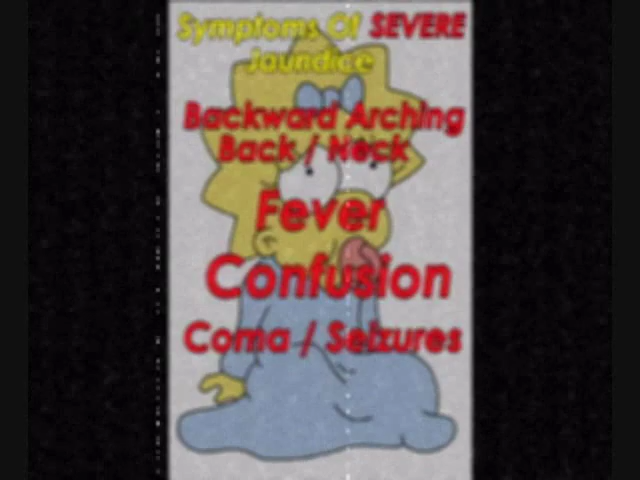 Symptoms Of SEVERE
Jaundice
Backward Arching
Back / Neck
Fever
Confusion
Coma / Seizures